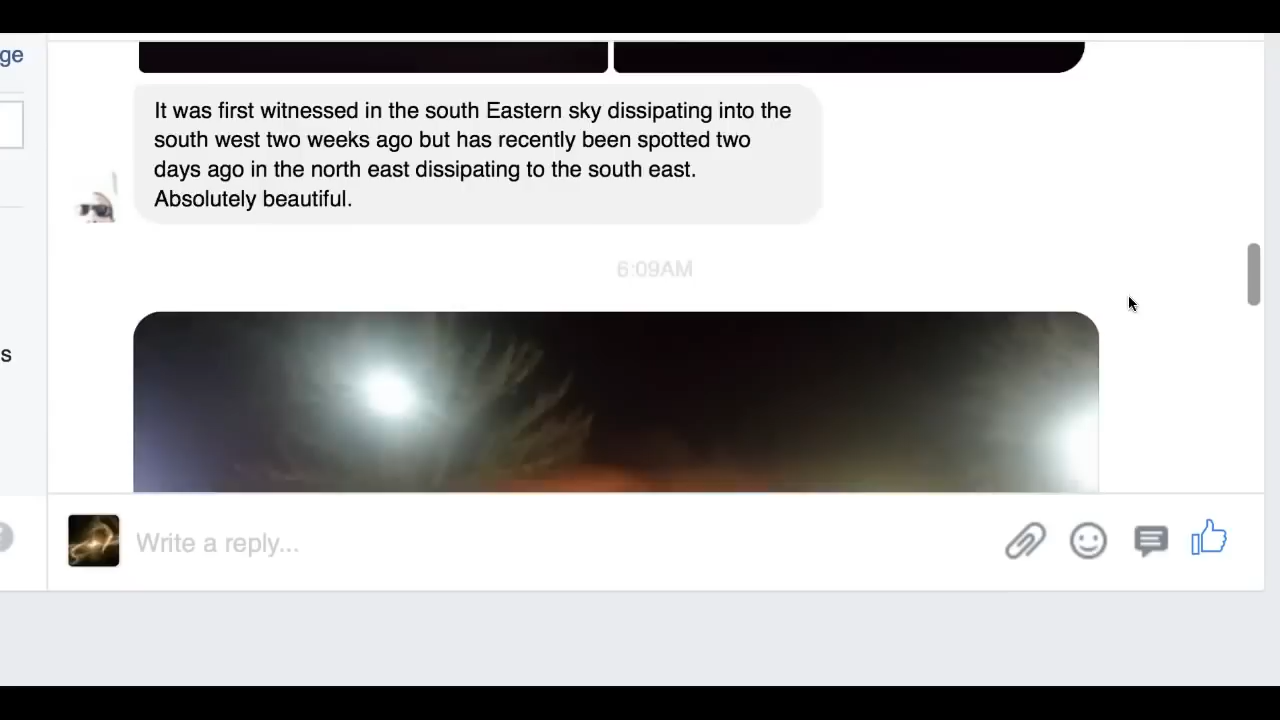 ge
It was first witnessed in the south Eastern sky dissipating into the
south west two weeks ago but has recently been spotted two
days ago in the north east dissipating to the south east.
Absolutely beautiful.
6:09AM
s
Write a reply...